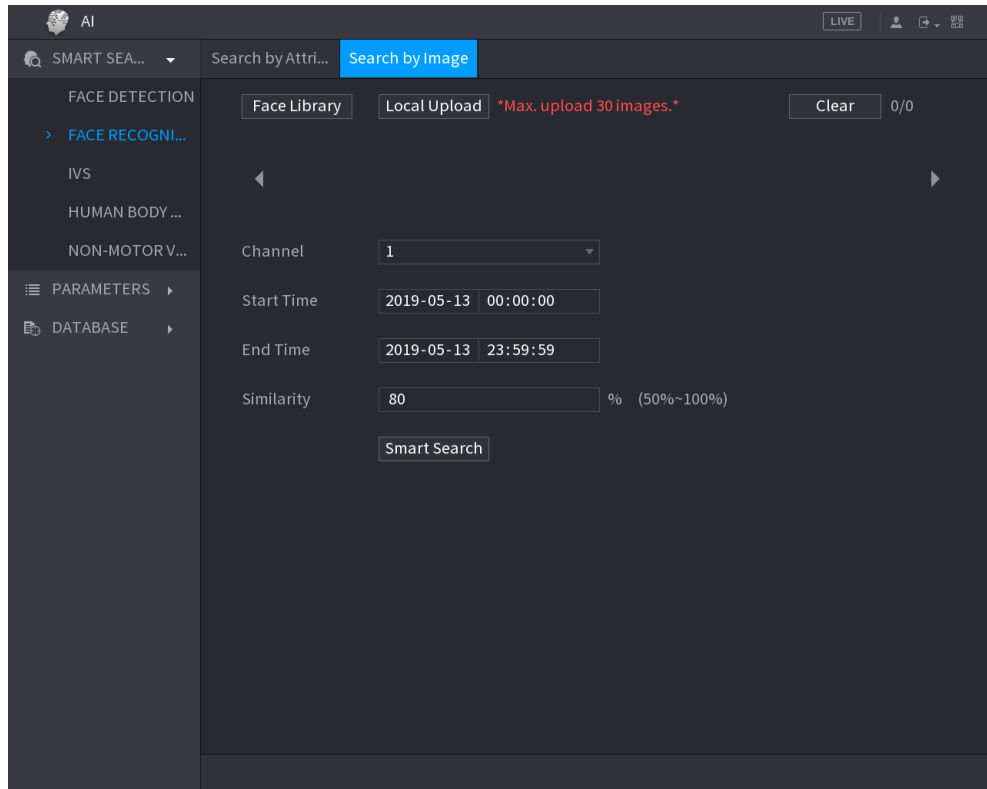 AI LIVE
SMART SEA... Search by Attri... Search by Image
FACE DETECTION
Face Library Local Upload *Max. upload 30 images.* Clear 0/0
FACE RECOGNI...
IVS
HUMAN BODY ...
NON-MOTOR V...
Channel 1
PARAMETERS
Start Time 2019-05-13 00:00:00
DATABASE
End Time 2019-05-13 23:59:59
Similarity 80 % (50%~100%)
Smart Search